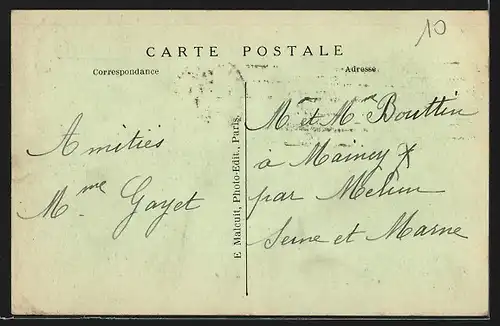 10
CARTE POSTALE
Correspondance
Adresse
Amitiés
Mme Gayet
E. Malcuit, Photo-Edit., Paris.
Mr et Mme Bouttin
à Maincy
par Melun
Seine et Marne